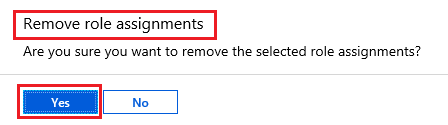 Remove role assignments
Are you sure you want to remove the selected role assignments?
Yes No